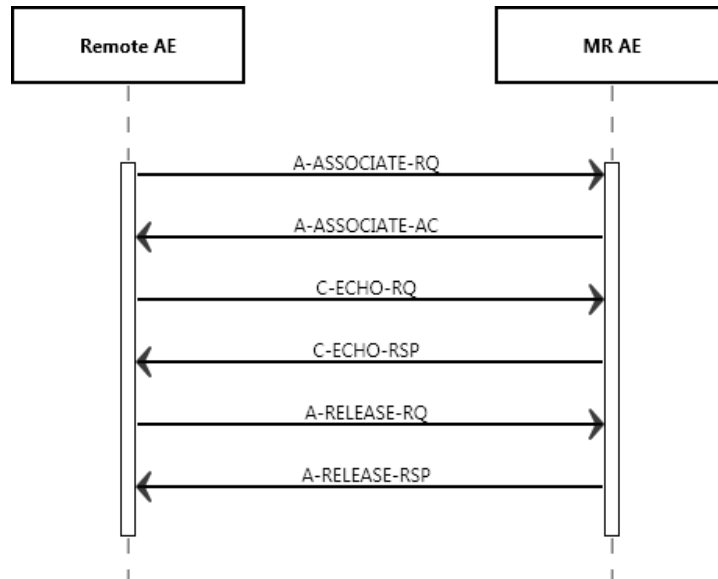 Remote AE
MR AE
A-ASSOCIATE-RQ
A-ASSOCIATE-AC
C-ECHO-RQ
C-ECHO-RSP
A-RELEASE-RQ
A-RELEASE-RSP